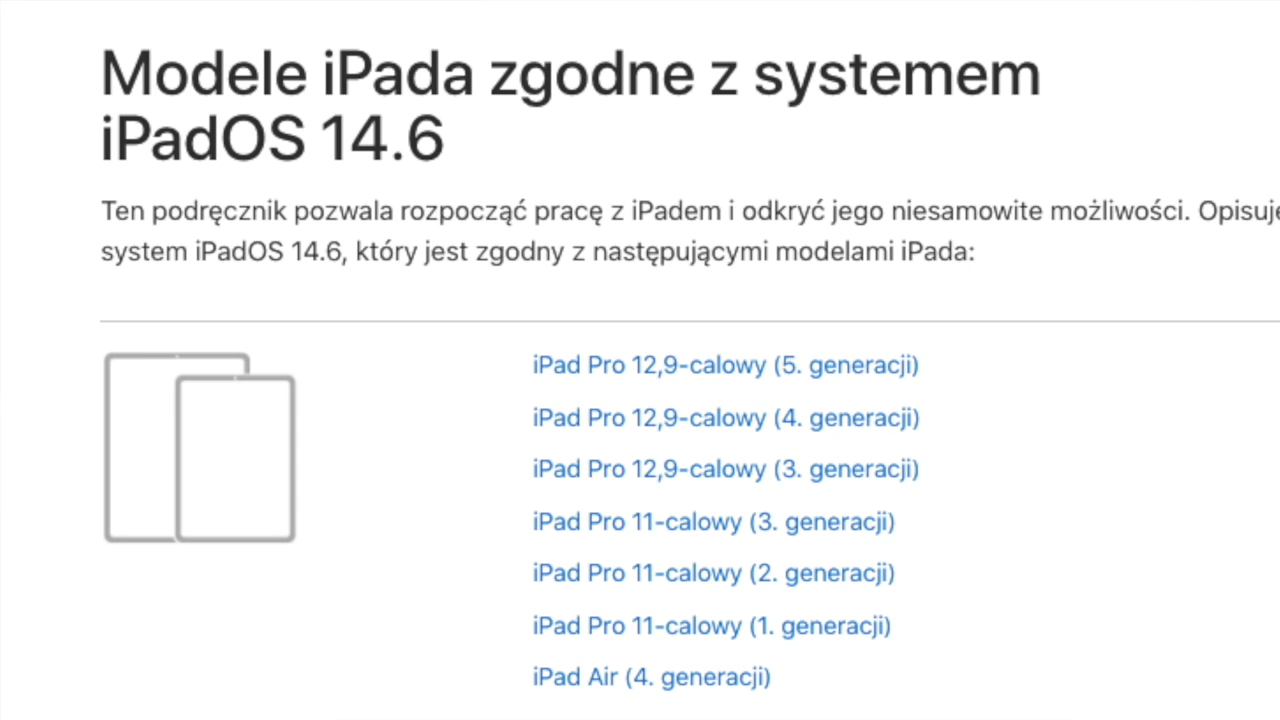 Modele iPada zgodne z systemem
iPadOS 14.6
Ten podręcznik pozwala rozpocząć pracę z iPadem i odkryć jego niesamowite możliwości. Opisuje
system iPadOS 14.6, który jest zgodny z następującymi modelami iPada:
iPad Pro 12,9-calowy (5. generacji)
iPad Pro 12,9-calowy (4. generacji)
iPad Pro 12,9-calowy (3. generacji)
iPad Pro 11-calowy (3. generacji)
iPad Pro 11-calowy (2. generacji)
iPad Pro 11-calowy (1. generacji)
iPad Air (4. generacji)